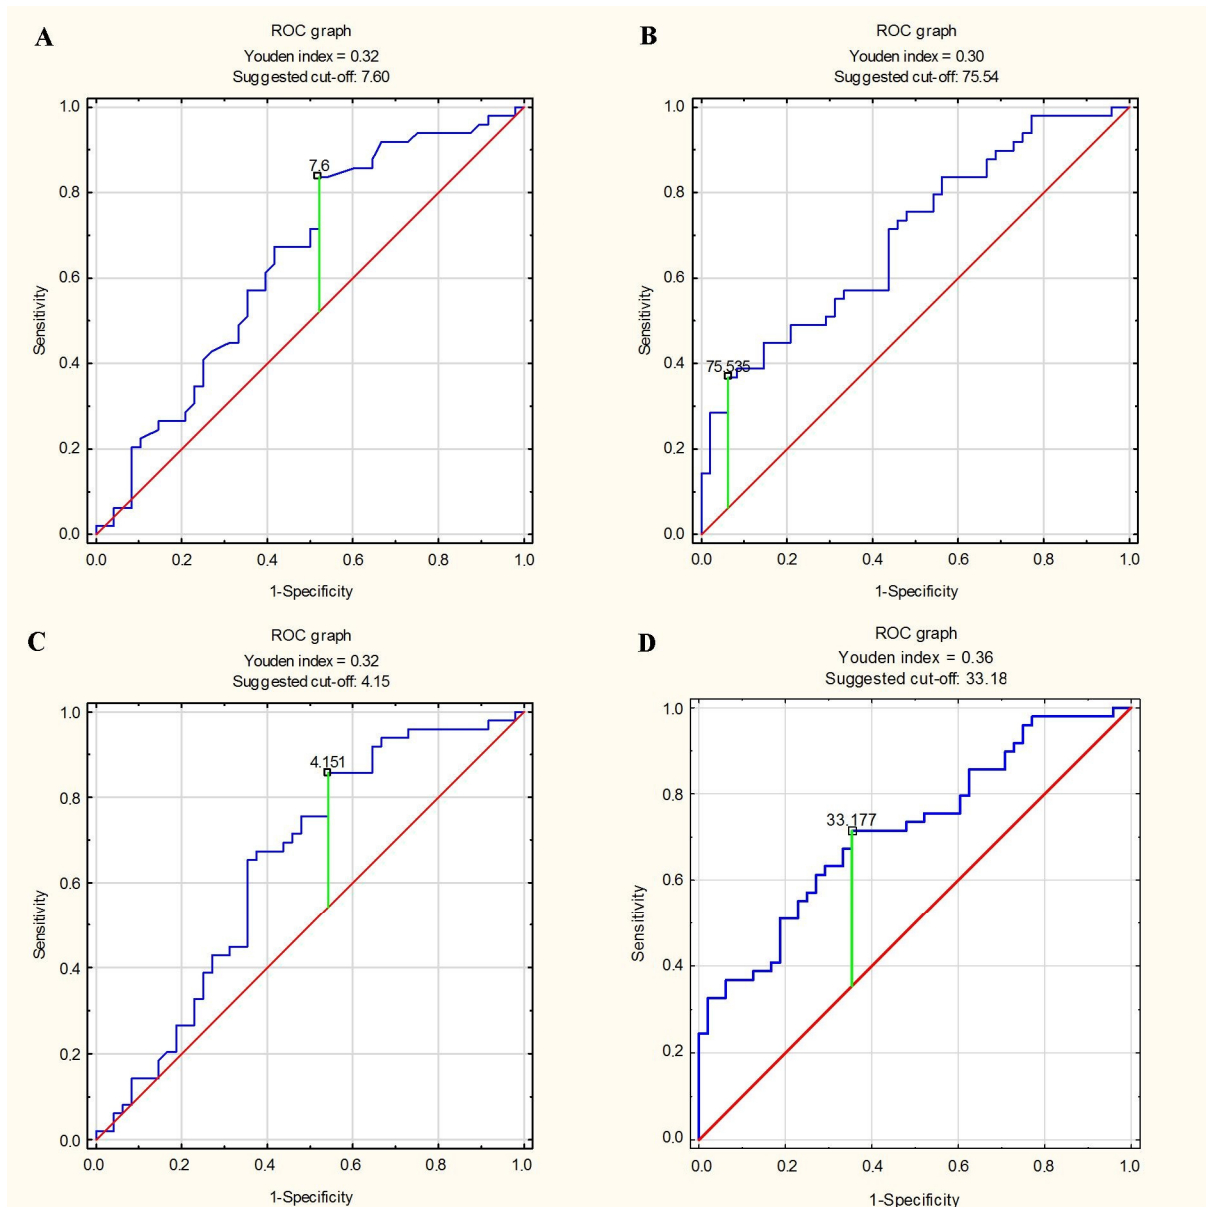 A
ROC graph
Youden index = 0.32
Suggested cut-off: 7.60
1.0
0.8
0.6
0.4
0.2
0.0
7.6
Sensitivity
0.0 0.2 0.4 0.6 0.8 1.0
1-Specificity
B
ROC graph
Youden index = 0.30
Suggested cut-off: 75.54
1.0
0.8
0.6
0.4
0.2
0.0
75.535
Sensitivity
0.0 0.2 0.4 0.6 0.8 1.0
1-Specificity
C
ROC graph
Youden index = 0.32
Suggested cut-off: 4.15
1.0
0.8
0.6
0.4
0.2
0.0
4.151
Sensitivity
0.0 0.2 0.4 0.6 0.8 1.0
1-Specificity
D
ROC graph
Youden index = 0.36
Suggested cut-off: 33.18
1.0
0.8
0.6
0.4
0.2
0.0
33.177
Sensitivity
0.0 0.2 0.4 0.6 0.8 1.0
1-Specificity